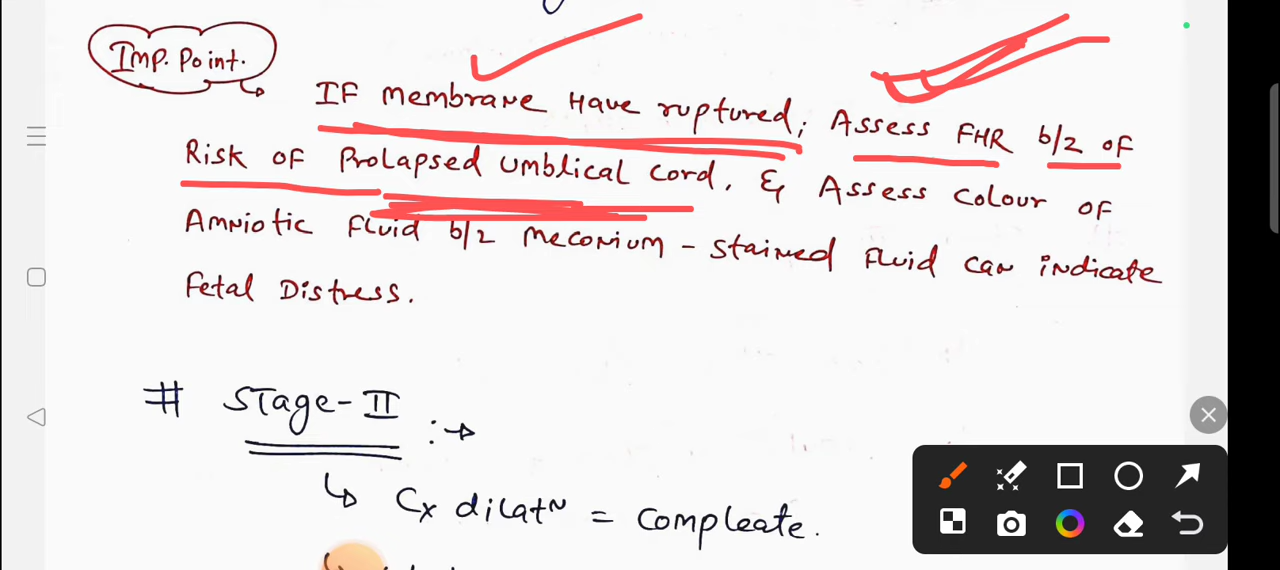 Imp. Point.
IF membrane Have ruptured; Assess FHR b/z of
Risk of Prolapsed umblical cord. & Assess colour of
Amniotic Fluid b/z meconium - stained Fluid can indicate
Fetal Distress.
# STage-II :→
↳ Cx dilatⁿ = compleate.